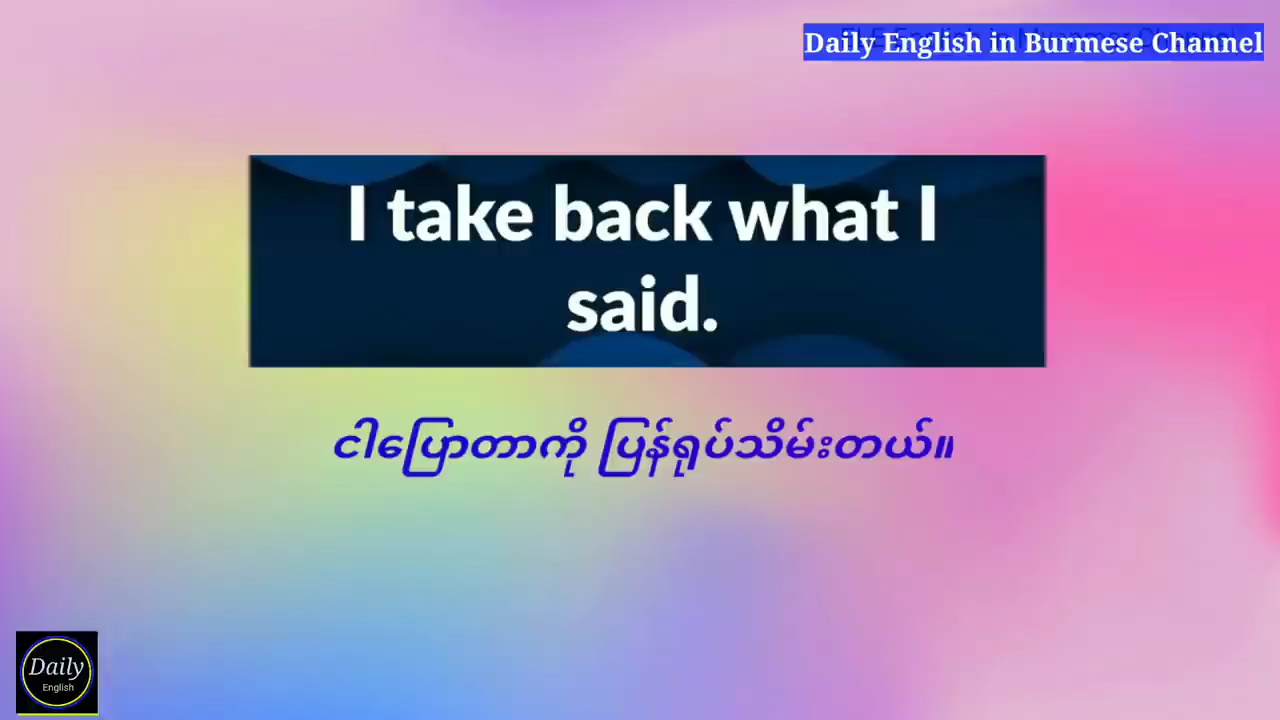 Daily English in Burmese Channel
I take back what I
said.
ငါပြောတာကို ပြန်ရုပ်သိမ်းတယ်။
Daily
English